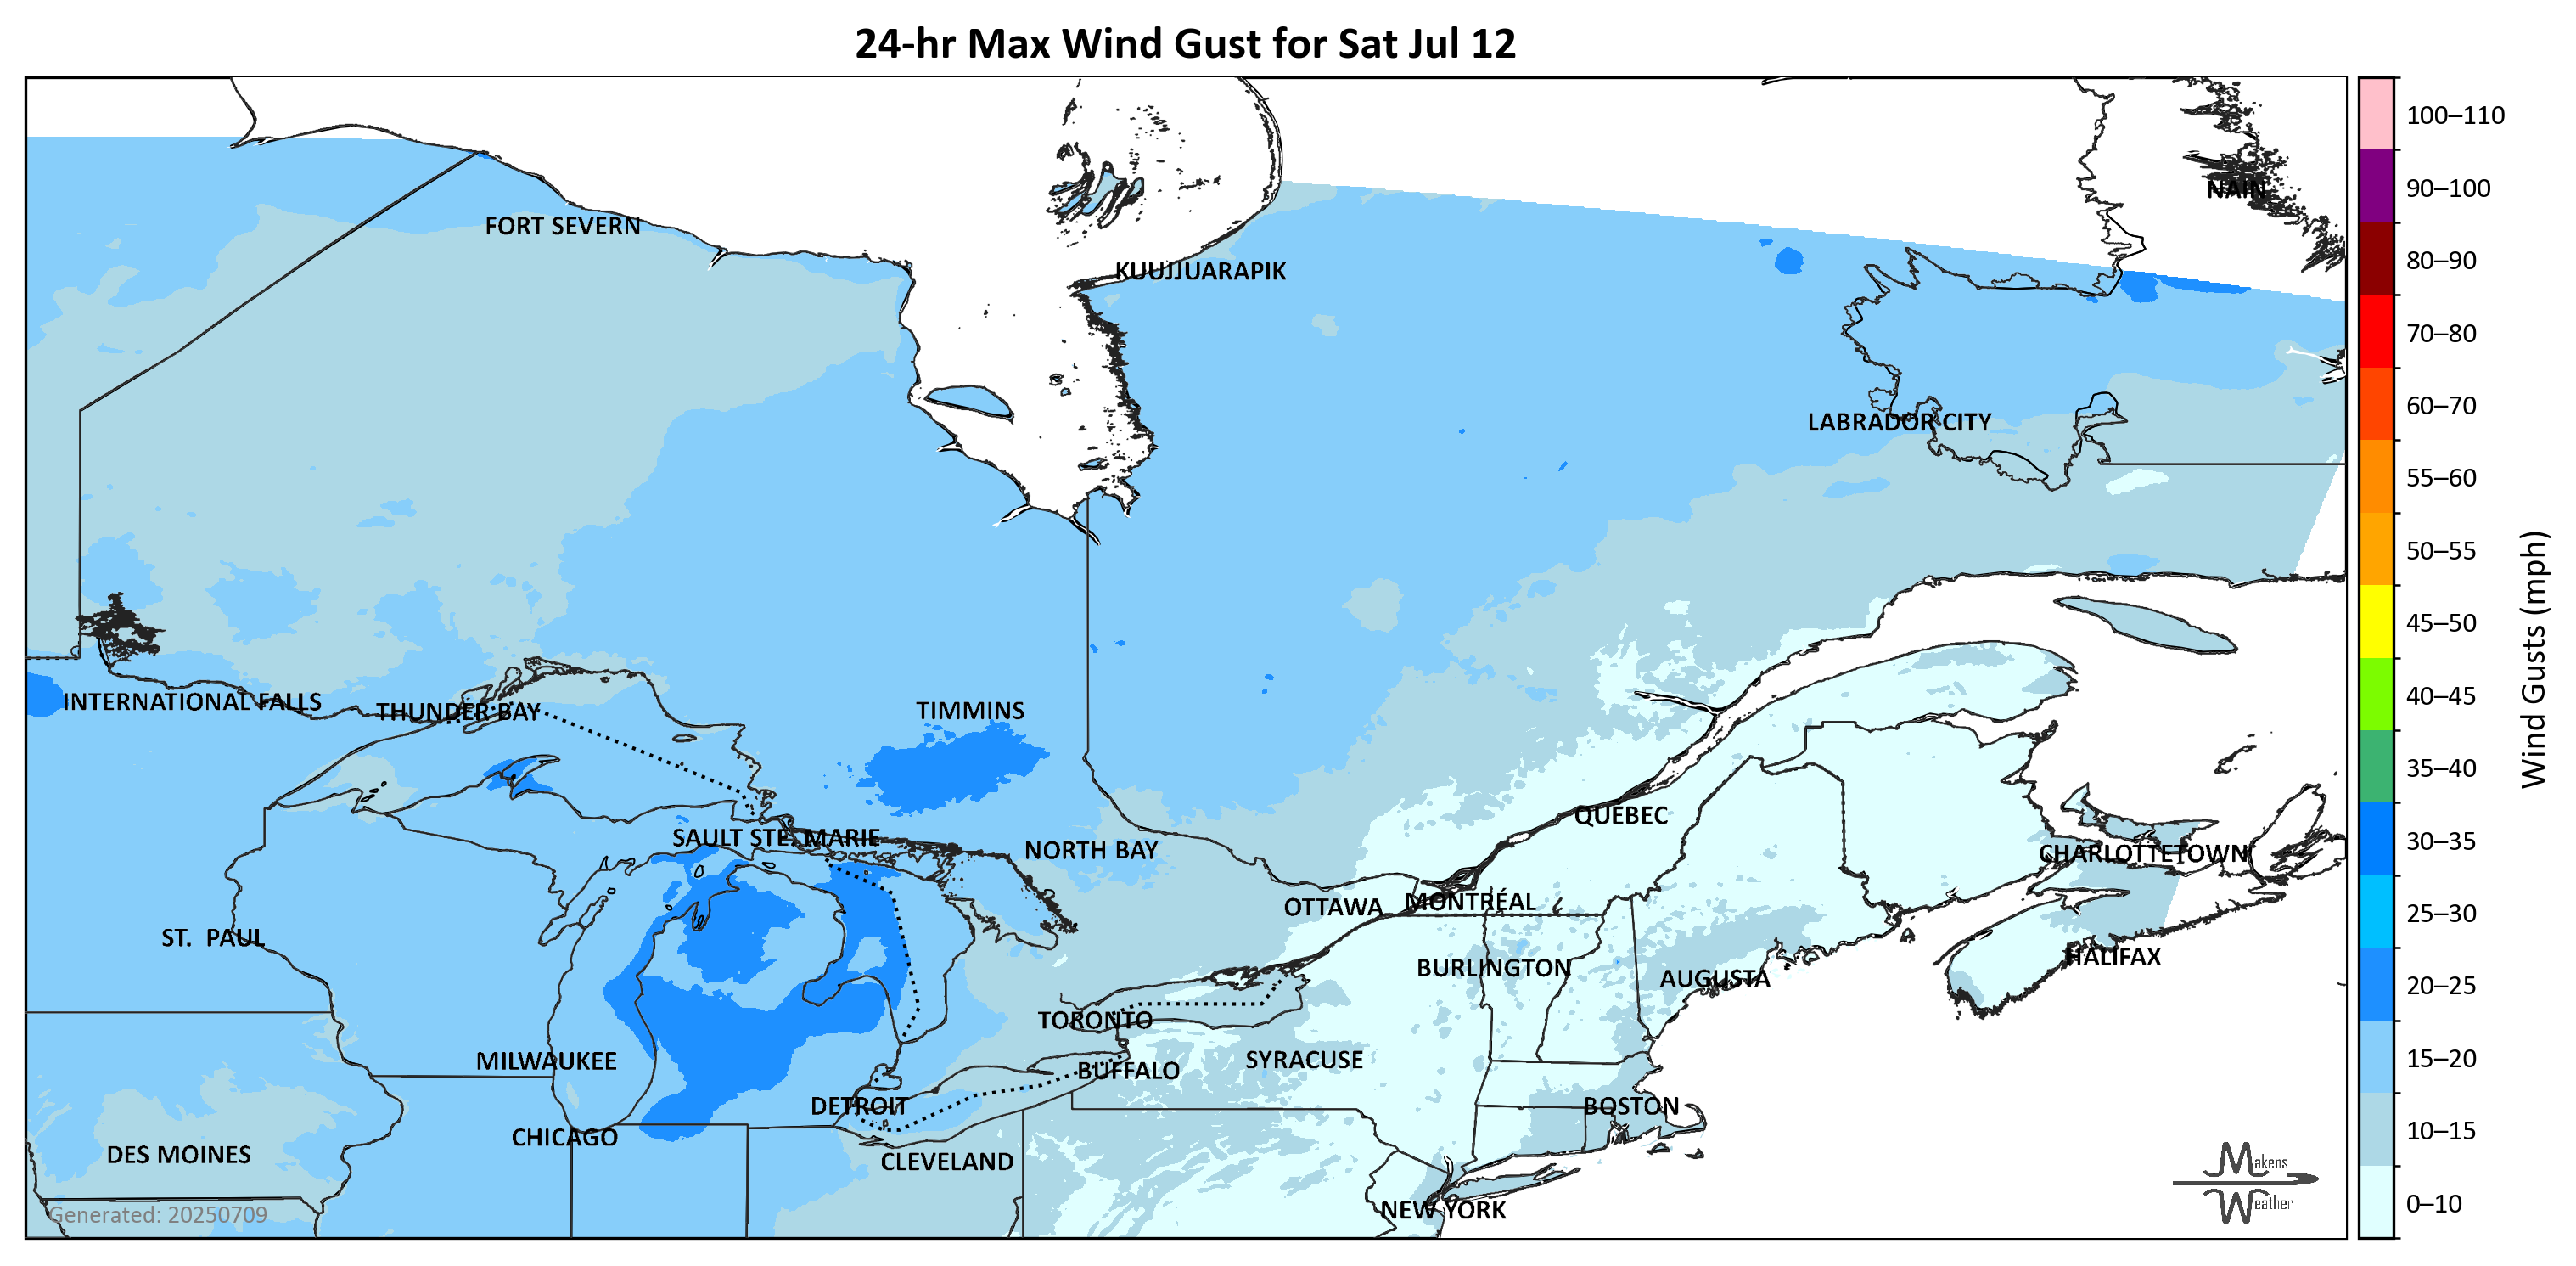 24-hr Max Wind Gust for Sat Jul 12
100–110
90–100
80–90
70–80
60–70
55–60
50–55
45–50
40–45
35–40
30–35
25–30
20–25
15–20
10–15
0–10
Wind Gusts (mph)
NAIN
FORT SEVERN
KUUJJUARAPIK
LABRADOR CITY
INTERNATIONAL FALLS
THUNDER BAY
TIMMINS
QUÉBEC
SAULT STE. MARIE
NORTH BAY
CHARLOTTETOWN
OTTAWA
MONTRÉAL
ST. PAUL
BURLINGTON
AUGUSTA
HALIFAX
TORONTO
MILWAUKEE
SYRACUSE
BUFFALO
DETROIT
BOSTON
CHICAGO
DES MOINES
CLEVELAND
NEW YORK
Generated: 20250709
Makens
Weather